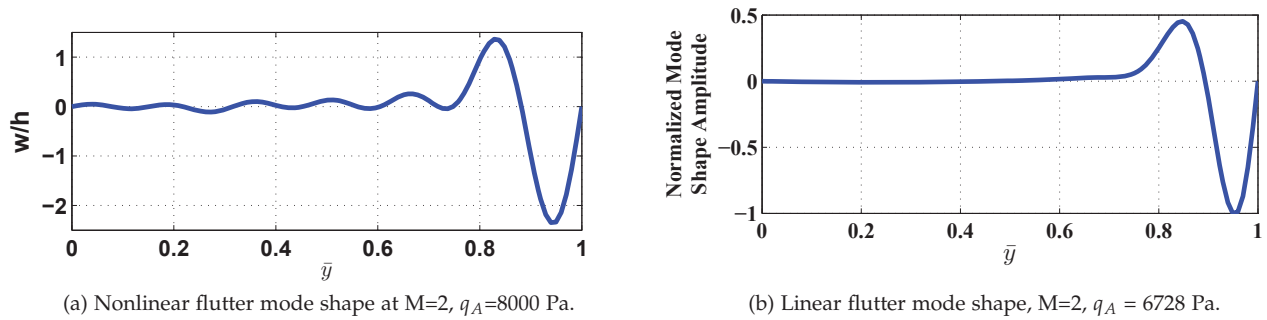 w/h
1
0
−1
−2
0
0.2
0.4
0.6
0.8
1
ȳ
(a) Nonlinear flutter mode shape at M=2, q_A=8000 Pa.
Normalized Mode
Shape Amplitude
0.5
0
−0.5
−1
0
0.2
0.4
0.6
0.8
1
ȳ
(b) Linear flutter mode shape, M=2, q_A = 6728 Pa.